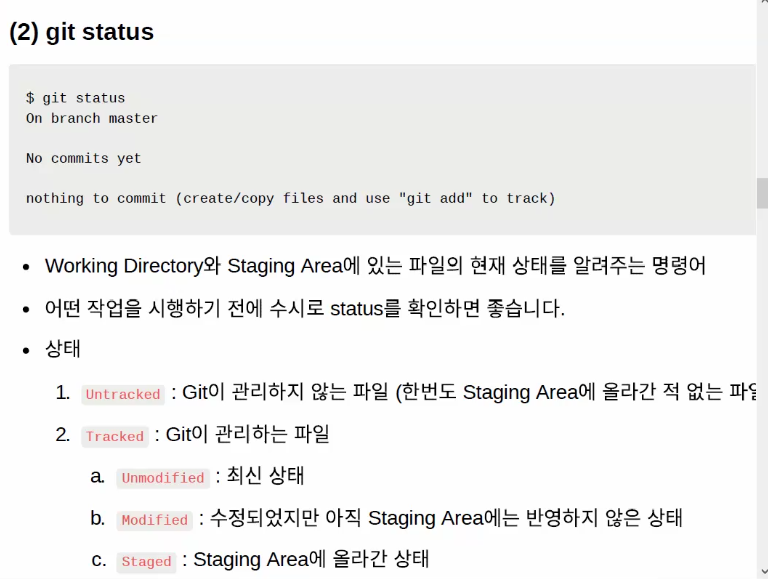 (2) git status
$ git status
On branch master
No commits yet
nothing to commit (create/copy files and use "git add" to track)
• Working Directory와 Staging Area에 있는 파일의 현재 상태를 알려주는 명령어
• 어떤 작업을 시행하기 전에 수시로 status를 확인하면 좋습니다.
• 상태
1. Untracked : Git이 관리하지 않는 파일 (한번도 Staging Area에 올라간 적 없는
2. Tracked : Git이 관리하는 파일
a. Unmodified : 최신 상태
b. Modified : 수정되었지만 아직 Staging Area에는 반영하지 않은 상태
c. Staged : Staging Area에 올라간 상태